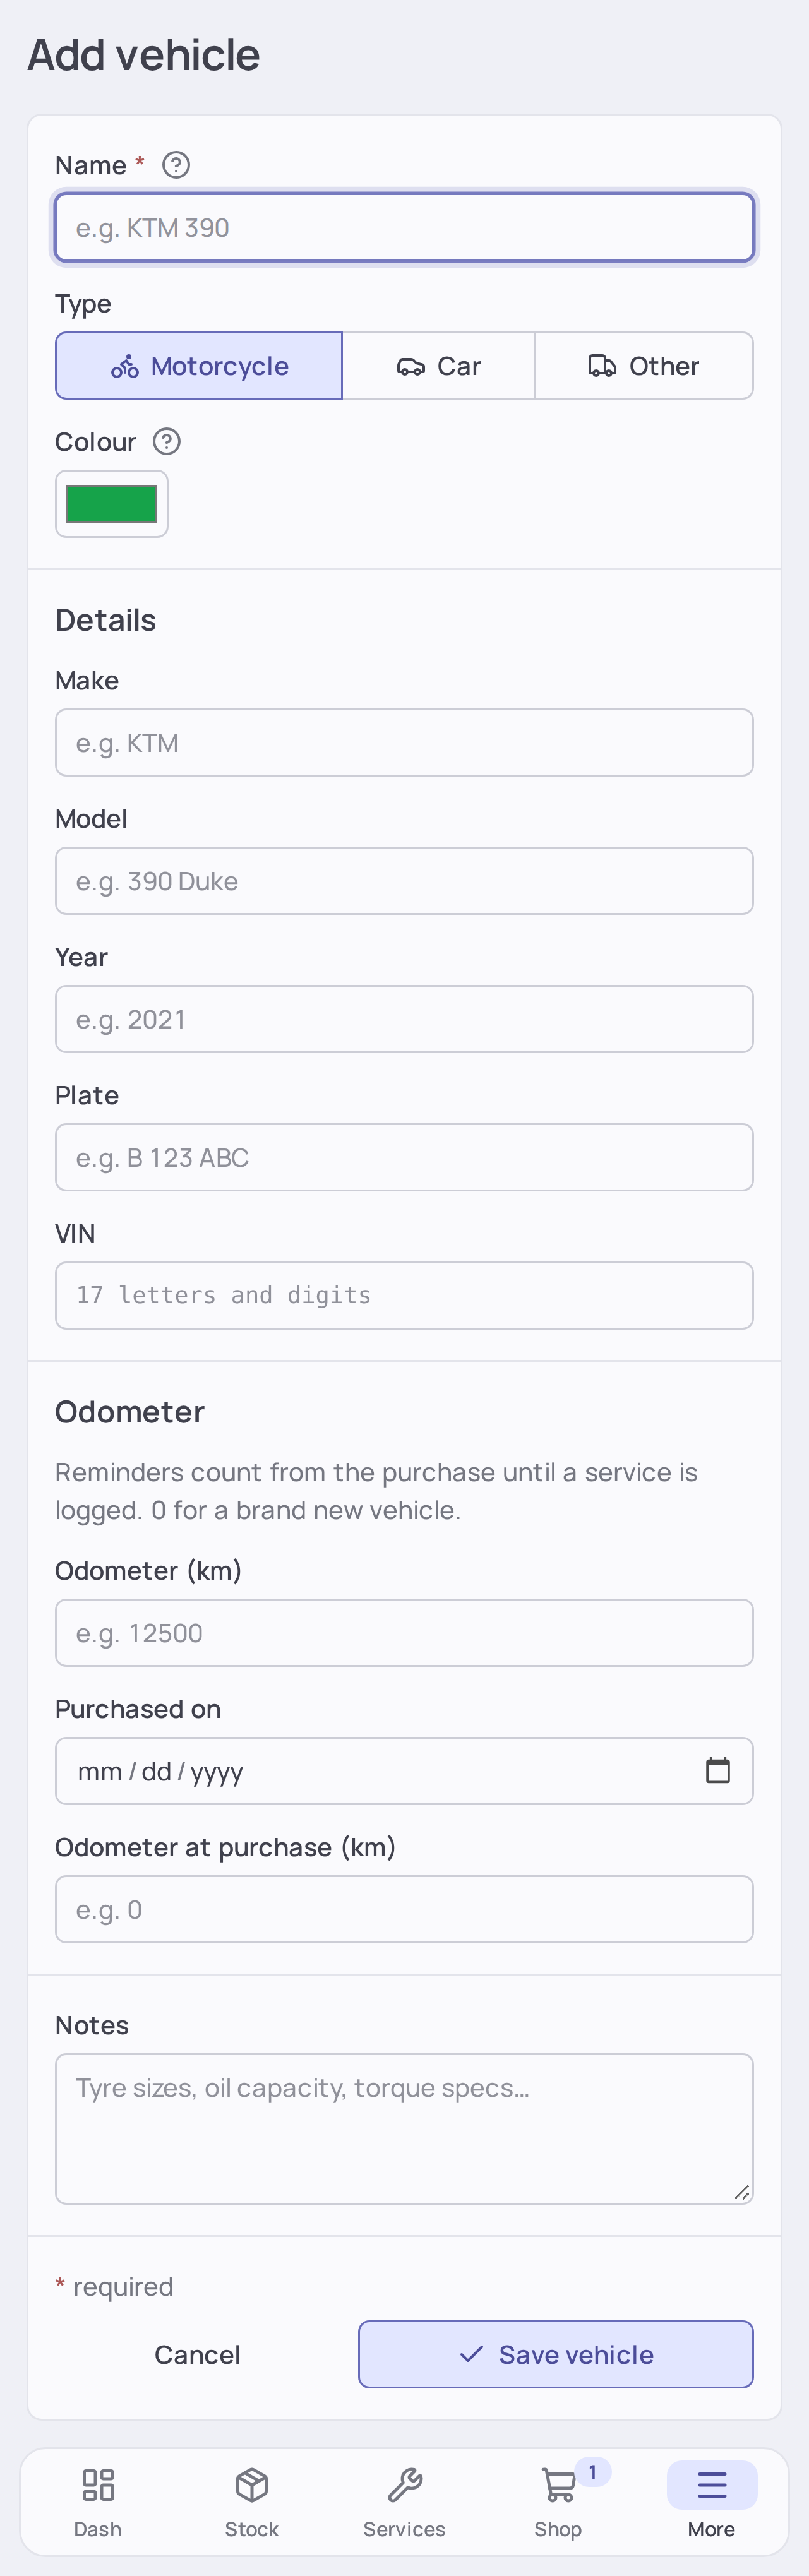 Add vehicle
Name *
e.g. KTM 390
Type
Motorcycle Car Other
Colour
Details
Make
e.g. KTM
Model
e.g. 390 Duke
Year
e.g. 2021
Plate
e.g. B 123 ABC
VIN
17 letters and digits
Odometer
Reminders count from the purchase until a service is
logged. 0 for a brand new vehicle.
Odometer (km)
e.g. 12500
Purchased on
mm / dd / yyyy
Odometer at purchase (km)
e.g. 0
Notes
Tyre sizes, oil capacity, torque specs…
* required
Cancel Save vehicle
1
Dash Stock Services Shop More